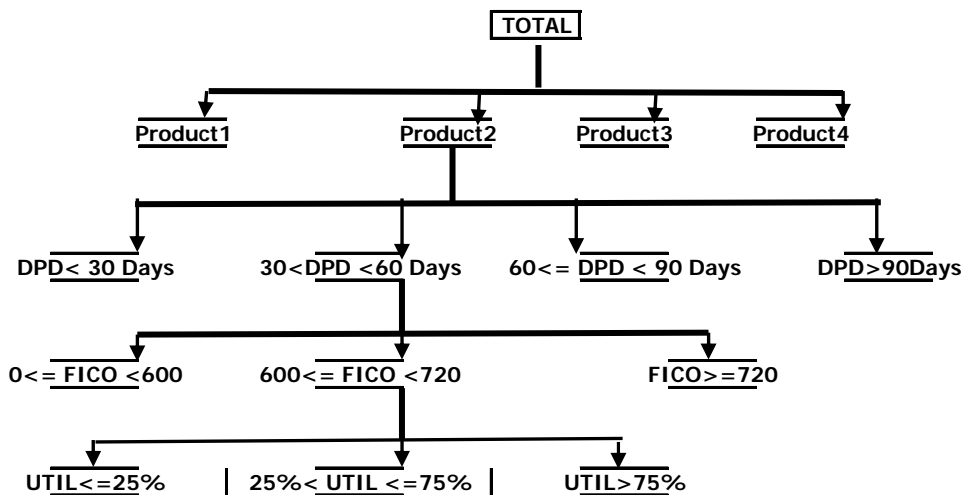 TOTAL
Product1 Product2 Product3 Product4
DPD< 30 Days 30<DPD <60 Days 60<= DPD < 90 Days DPD>90Days
0<= FICO <600 600<= FICO <720 FICO>=720
UTIL<=25% 25%< UTIL <=75% UTIL>75%